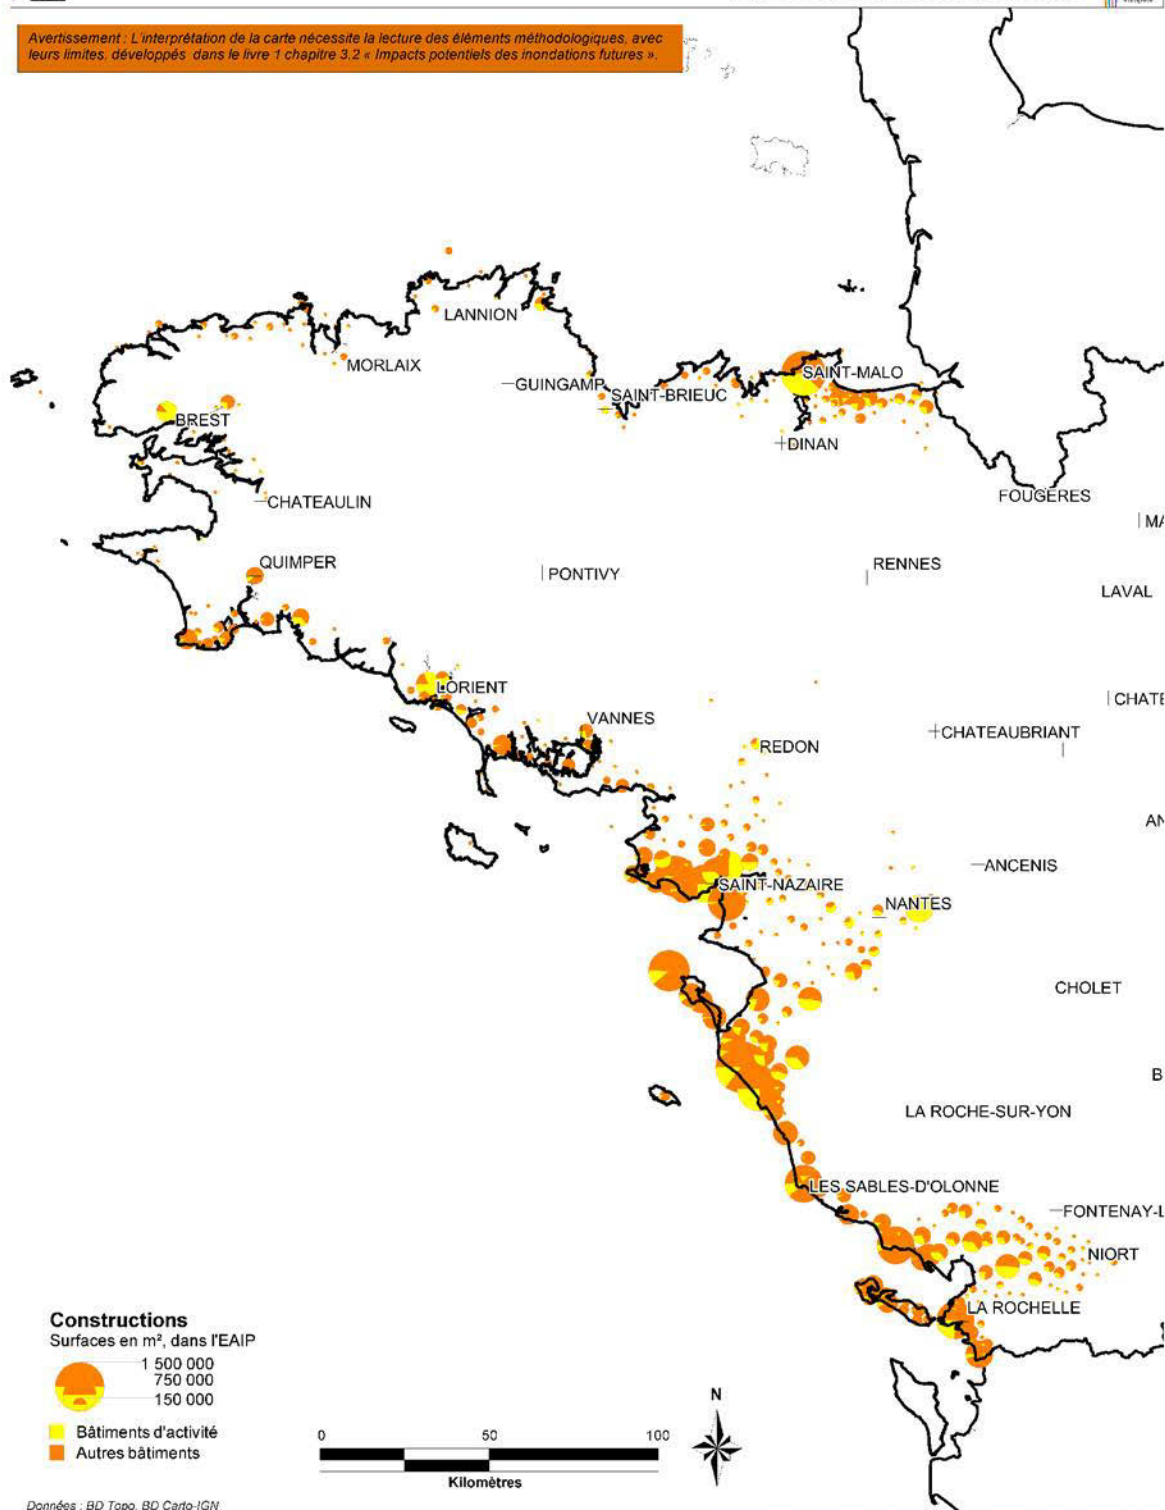 Avertissement : L'interprétation de la carte nécessite la lecture des éléments méthodologiques, avec
leurs limites, développés dans le livre 1 chapitre 3.2 « Impacts potentiels des inondations futures ».
LANNION
MORLAIX
GUINGAMP
SAINT-BRIEUC
SAINT-MALO
BREST
DINAN
CHATEAULIN
FOUGERES
MA
QUIMPER
PONTIVY
RENNES
LAVAL
LORIENT
CHATE
VANNES
CHATEAUBRIANT
REDON
AN
ANCENIS
SAINT-NAZAIRE
NANTES
CHOLET
B
LA ROCHE-SUR-YON
LES SABLES-D'OLONNE
FONTENAY-L
NIORT
LA ROCHELLE
Constructions
Surfaces en m², dans l'EAIP
1 500 000
750 000
150 000
Bâtiments d'activité
Autres bâtiments
0 50 100
Kilomètres
N
Données : BD Topo, BD Carto-IGN